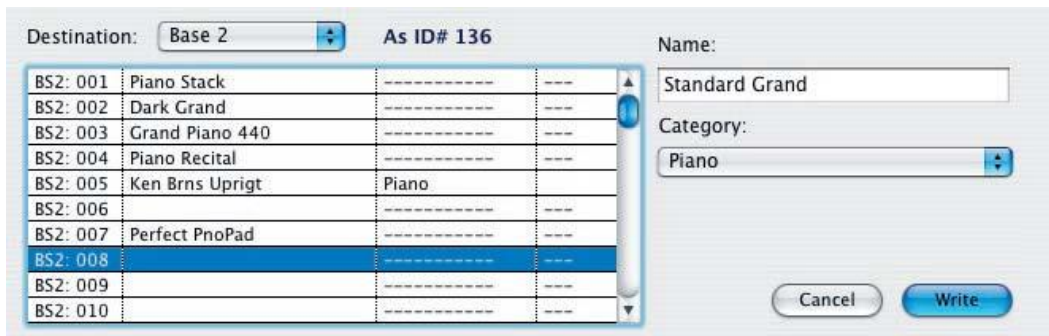 Destination: Base 2 As ID# 136
BS2: 001 Piano Stack ----------- ---
BS2: 002 Dark Grand ----------- ---
BS2: 003 Grand Piano 440 ----------- ---
BS2: 004 Piano Recital ----------- ---
BS2: 005 Ken Brns Uprigt Piano
BS2: 006 ----------- ---
BS2: 007 Perfect PnoPad ----------- ---
BS2: 008 ----------- ---
BS2: 009 ----------- ---
BS2: 010 ----------- ---
Name:
Standard Grand
Category:
Piano
Cancel Write